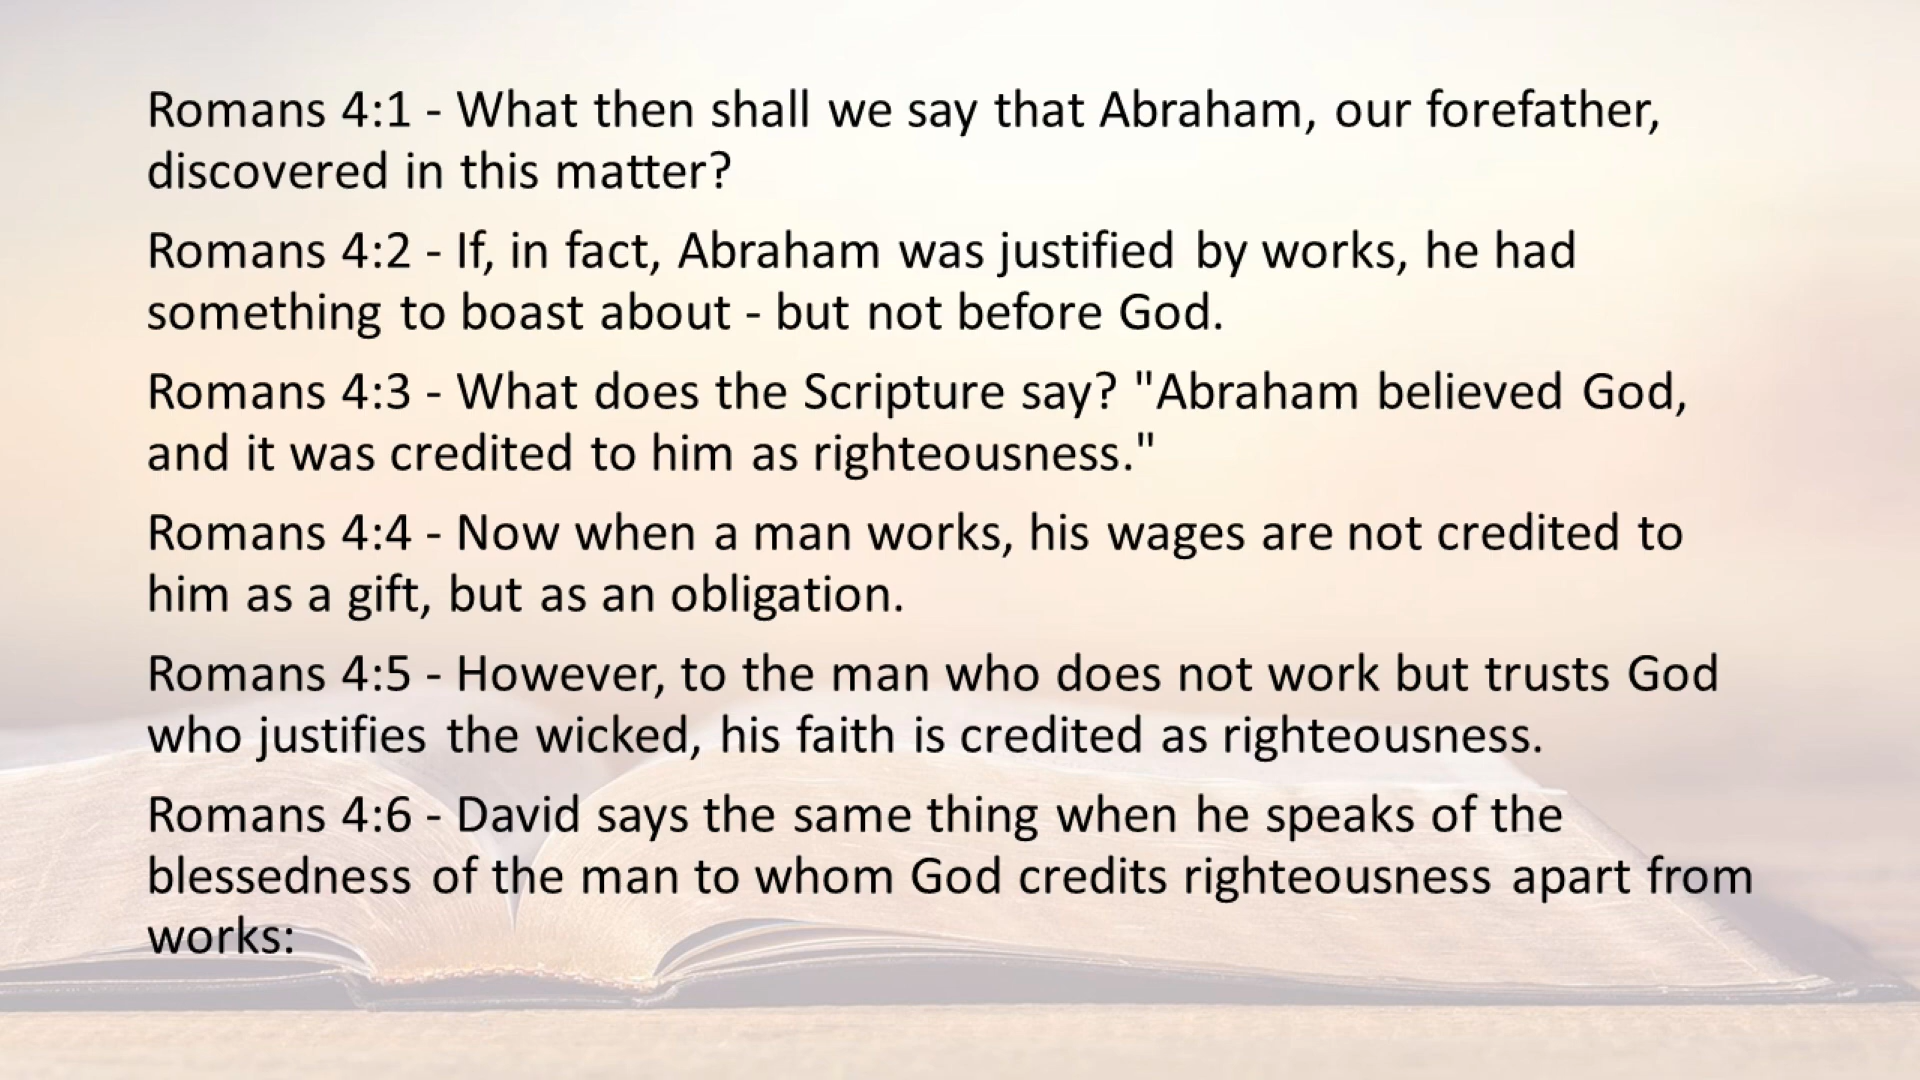 Romans 4:1 - What then shall we say that Abraham, our forefather,
discovered in this matter?
Romans 4:2 - If, in fact, Abraham was justified by works, he had
something to boast about - but not before God.
Romans 4:3 - What does the Scripture say? "Abraham believed God,
and it was credited to him as righteousness."
Romans 4:4 - Now when a man works, his wages are not credited to
him as a gift, but as an obligation.
Romans 4:5 - However, to the man who does not work but trusts God
who justifies the wicked, his faith is credited as righteousness.
Romans 4:6 - David says the same thing when he speaks of the
blessedness of the man to whom God credits righteousness apart from
works: